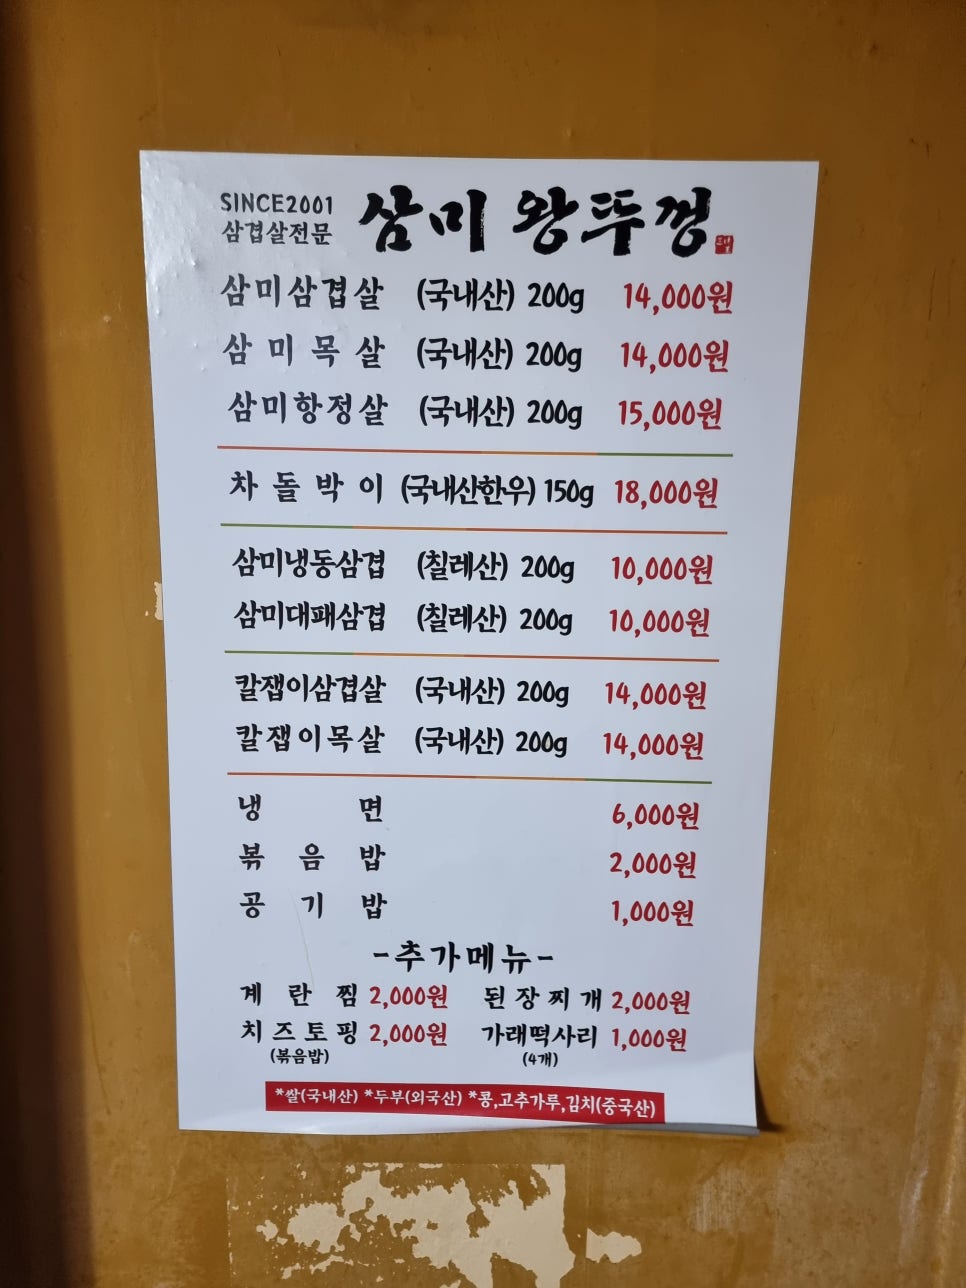 SINCE2001
삼겹살전문
삼미 왕뚜껑
삼미삼겹살 (국내산) 200g 14,000원
삼미목살 (국내산) 200g 14,000원
삼미항정살 (국내산) 200g 15,000원
차돌박이 (국내산한우) 150g 18,000원
삼미냉동삼겹 (칠레산) 200g 10,000원
삼미대패삼겹 (칠레산) 200g 10,000원
칼잽이삼겹살 (국내산) 200g 14,000원
칼잽이목살 (국내산) 200g 14,000원
냉면 6,000원
볶음밥 2,000원
공기밥 1,000원
-추가메뉴-
계란찜 2,000원 된장찌개 2,000원
치즈토핑 2,000원 가래떡사리 1,000원
(볶음밥) (4개)
*쌀(국내산) *두부(외국산) *콩,고추가루,김치(중국산)